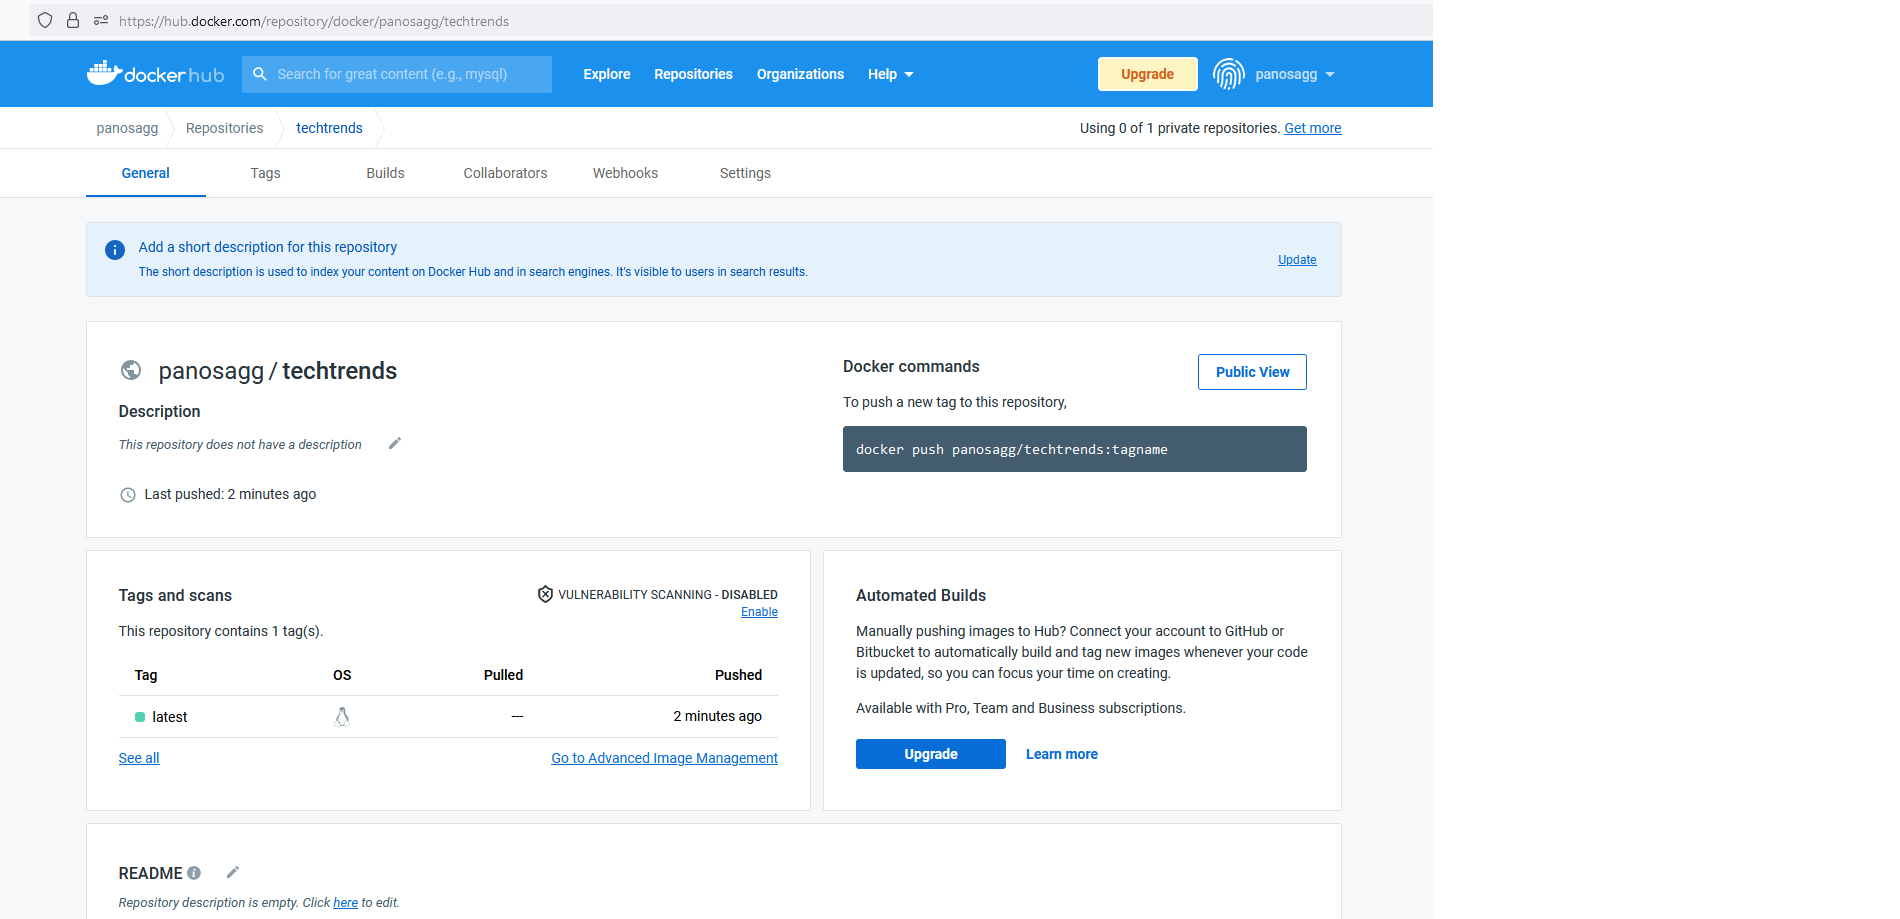 https://hub.docker.com/repository/docker/panosagg/techtrends
docker hub
Search for great content (e.g., mysql)
Explore
Repositories
Organizations
Help
Upgrade
panosagg
panosagg
Repositories
techtrends
Using 0 of 1 private repositories. Get more
General
Tags
Builds
Collaborators
Webhooks
Settings
Add a short description for this repository
The short description is used to index your content on Docker Hub and in search engines. It's visible to users in search results.
Update
panosagg / techtrends
Description
This repository does not have a description
Last pushed: 2 minutes ago
Docker commands
Public View
To push a new tag to this repository,
docker push panosagg/techtrends:tagname
Tags and scans
VULNERABILITY SCANNING - DISABLED
Enable
This repository contains 1 tag(s).
Tag OS Pulled Pushed
latest --- 2 minutes ago
See all
Go to Advanced Image Management
Automated Builds
Manually pushing images to Hub? Connect your account to GitHub or
Bitbucket to automatically build and tag new images whenever your code
is updated, so you can focus your time on creating.
Available with Pro, Team and Business subscriptions.
Upgrade
Learn more
README
Repository description is empty. Click here to edit.